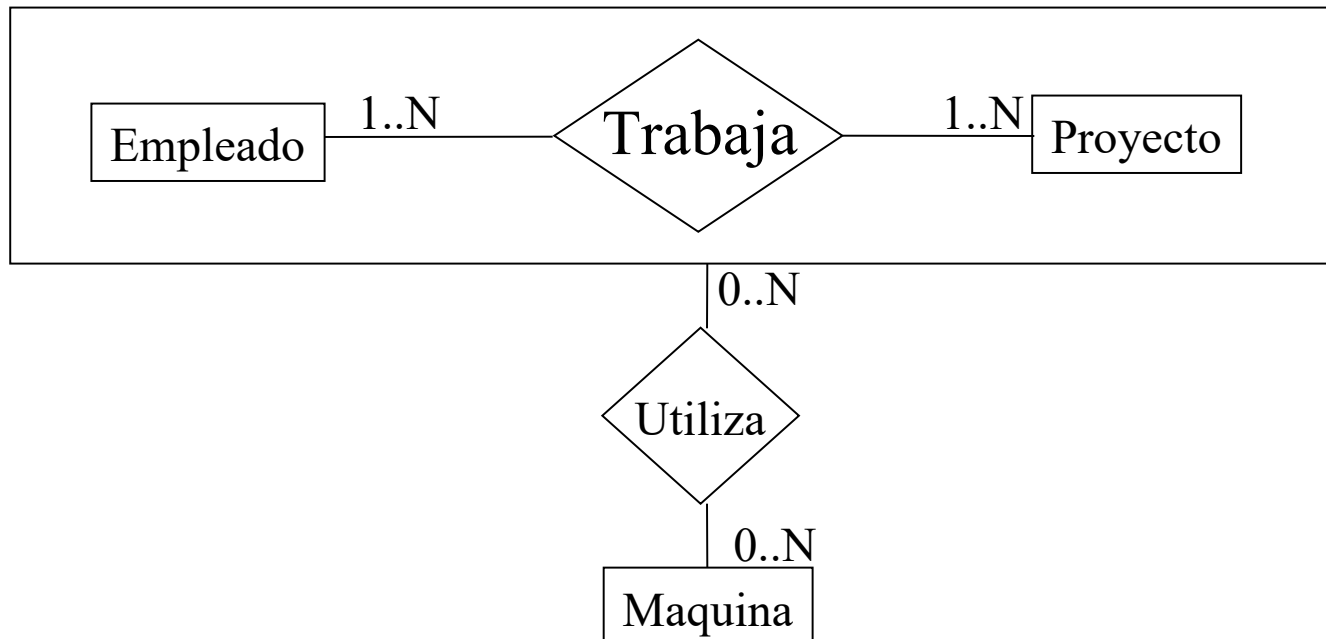 1..N
1..N
Empleado
Trabaja
Proyecto
0..N
Utiliza
0..N
Maquina